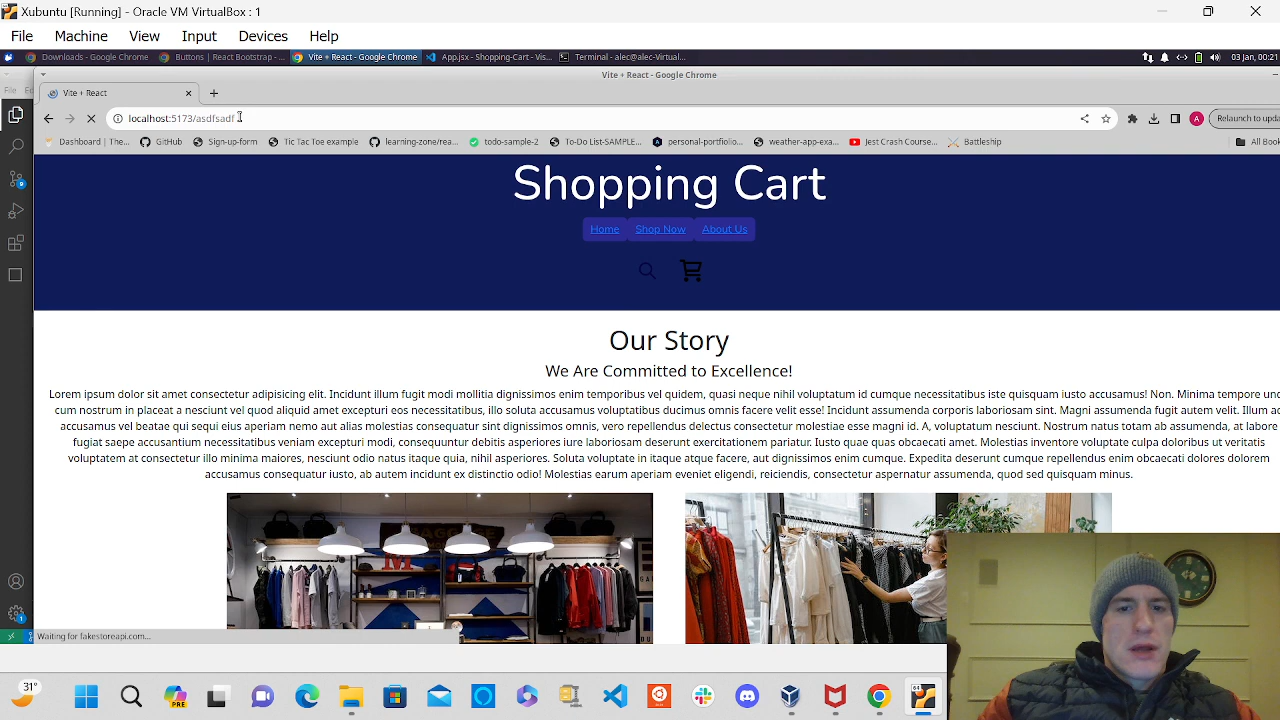 Xubuntu [Running] - Oracle VM VirtualBox : 1
File Machine View Input Devices Help
Downloads - Google Chrome Buttons | React Bootstrap - ... Vite + React - Google Chrome App.jsx - Shopping-Cart - Vis... Terminal - alec@alec-Virtual... 03 Jan, 00:21
Vite + React - Google Chrome
File
Vite + React
localhost:5173/asdfsadf
Relaunch to upda
Dashboard | The... GitHub Sign-up-form Tic Tac Toe example learning-zone/rea... todo-sample-2 To-Do List-SAMPLE... personal-portfiolio... weather-app-exa... Jest Crash Course... Battleship All Book
Shopping Cart
Home Shop Now About Us
Our Story
We Are Committed to Excellence!
Lorem ipsum dolor sit amet consectetur adipisicing elit. Incidunt illum fugit modi mollitia dignissimos enim temporibus vel quidem, quasi neque nihil voluptatum id cumque necessitatibus iste quisquam iusto accusamus! Non. Minima tempore und
cum nostrum in placeat a nesciunt vel quod aliquid amet excepturi eos necessitatibus, illo soluta accusamus voluptatibus ducimus omnis facere velit esse! Incidunt assumenda corporis laboriosam sint. Magni assumenda fugit autem velit. Illum ac
accusamus vel beatae qui sequi eius aperiam nemo aut alias molestias consequatur sint dignissimos omnis, vero repellendus delectus consectetur molestiae esse magni id. A, voluptatum nesciunt. Nostrum natus totam ab assumenda, at labore
fugiat saepe accusantium necessitatibus veniam excepturi modi, consequuntur debitis asperiores iure laboriosam deserunt exercitationem pariatur. Iusto quae quas obcaecati amet. Molestias inventore voluptate culpa doloribus ut veritatis
voluptatem at consectetur illo minima maiores, nesciunt odio natus itaque quia, nihil asperiores. Soluta voluptate in itaque atque facere, aut dignissimos enim cumque. Expedita deserunt cumque repellendus enim obcaecati dolores dolorem
accusamus consequatur iusto, ab autem incidunt ex distinctio odio! Molestias earum aperiam eveniet eligendi, reiciendis, consectetur aspernatur assumenda, quod sed quisquam minus.
Waiting for fakestoreapi.com...
31°
PRE